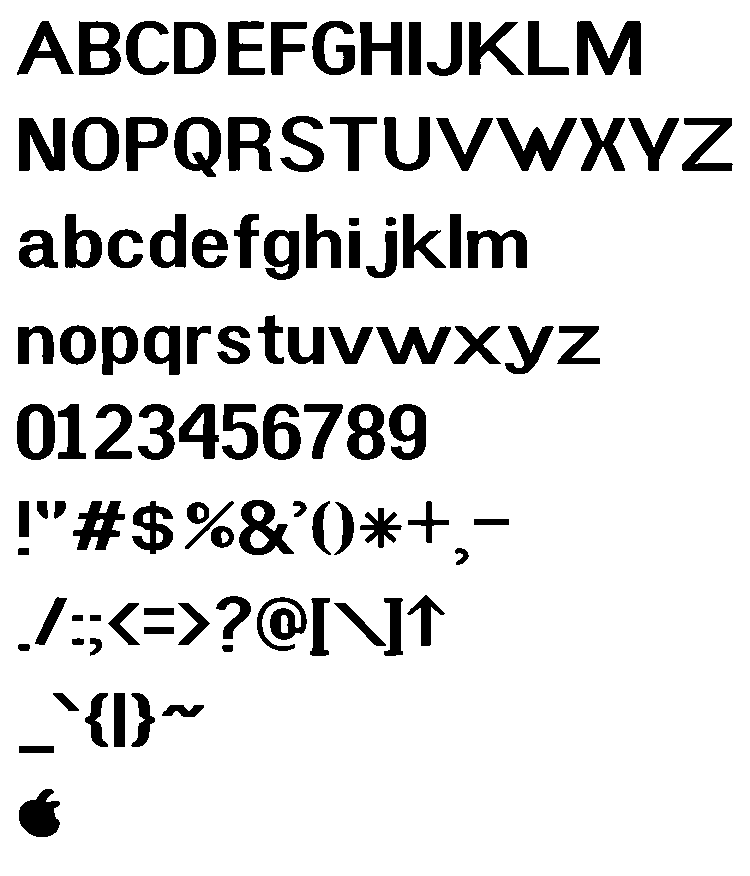 ABCDEFGHIJKLM
NOPQRSTUVWXYZ
abcdefghijklm
nopqrstuvwxyz
0123456789
!"#$%&'()*+,-
./:;<=>?@[\]↑
_`{|}~